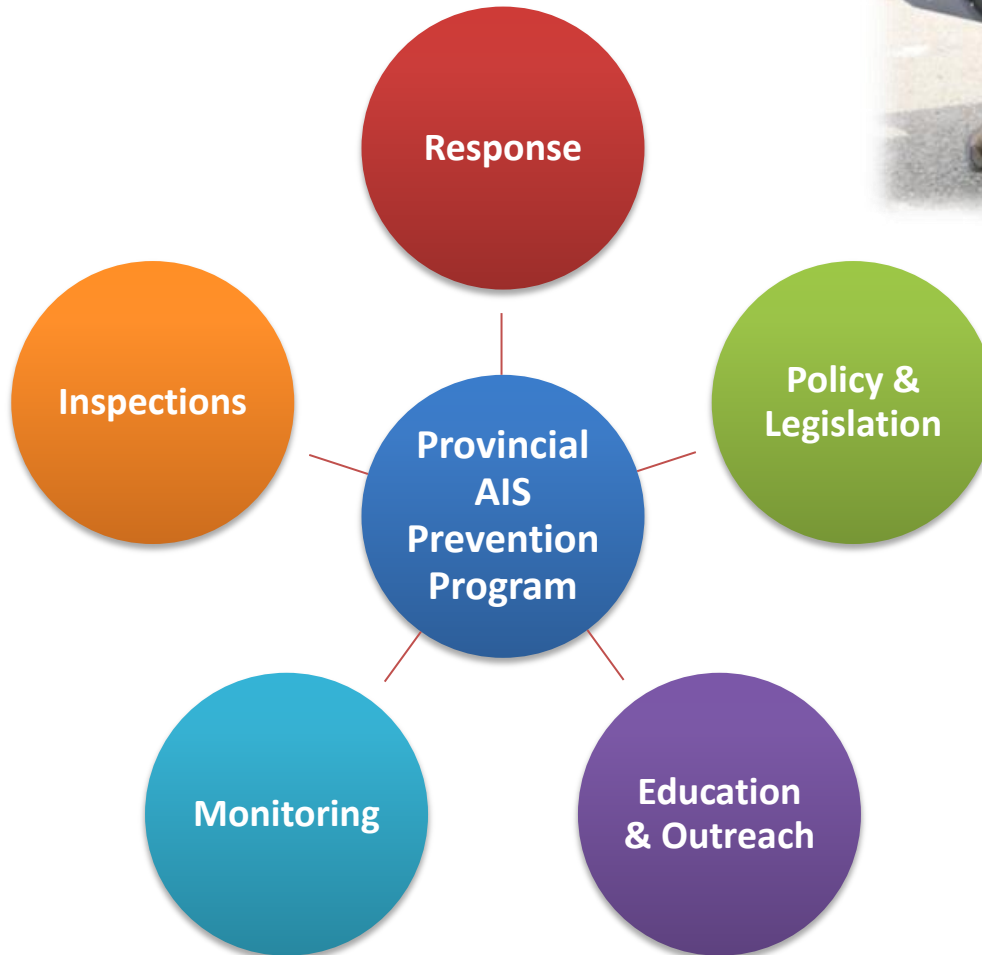 Response
Inspections
Policy &
Legislation
Provincial
AIS
Prevention
Program
Monitoring
Education
& Outreach